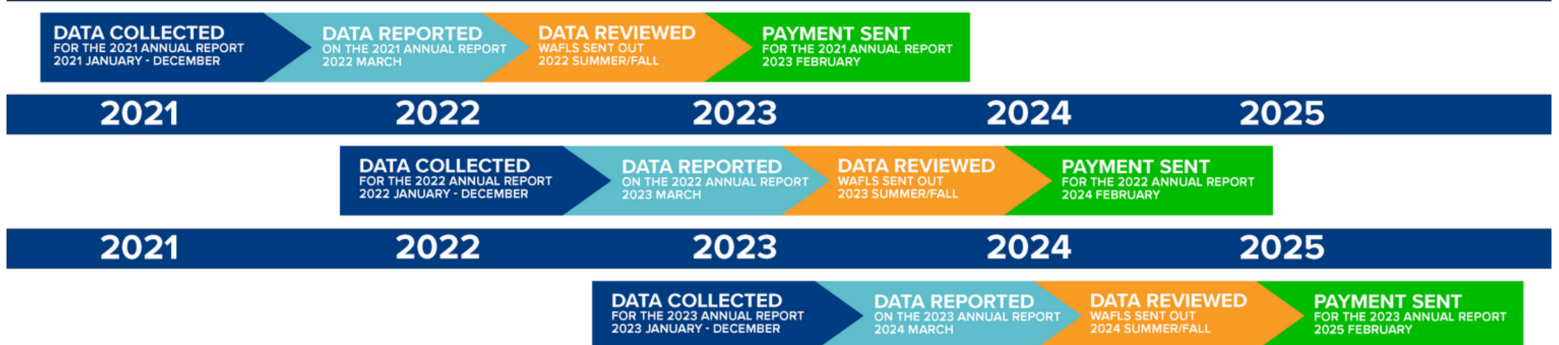 DATA COLLECTED
FOR THE 2021 ANNUAL REPORT
2021 JANUARY - DECEMBER
DATA REPORTED
ON THE 2021 ANNUAL REPORT
2022 MARCH
DATA REVIEWED
WAFLS SENT OUT
2022 SUMMER/FALL
PAYMENT SENT
FOR THE 2021 ANNUAL REPORT
2023 FEBRUARY
2021 2022 2023 2024 2025
DATA COLLECTED
FOR THE 2022 ANNUAL REPORT
2022 JANUARY - DECEMBER
DATA REPORTED
ON THE 2022 ANNUAL REPORT
2023 MARCH
DATA REVIEWED
WAFLS SENT OUT
2023 SUMMER/FALL
PAYMENT SENT
FOR THE 2022 ANNUAL REPORT
2024 FEBRUARY
2021 2022 2023 2024 2025
DATA COLLECTED
FOR THE 2023 ANNUAL REPORT
2023 JANUARY - DECEMBER
DATA REPORTED
ON THE 2023 ANNUAL REPORT
2024 MARCH
DATA REVIEWED
WAFLS SENT OUT
2024 SUMMER/FALL
PAYMENT SENT
FOR THE 2023 ANNUAL REPORT
2025 FEBRUARY